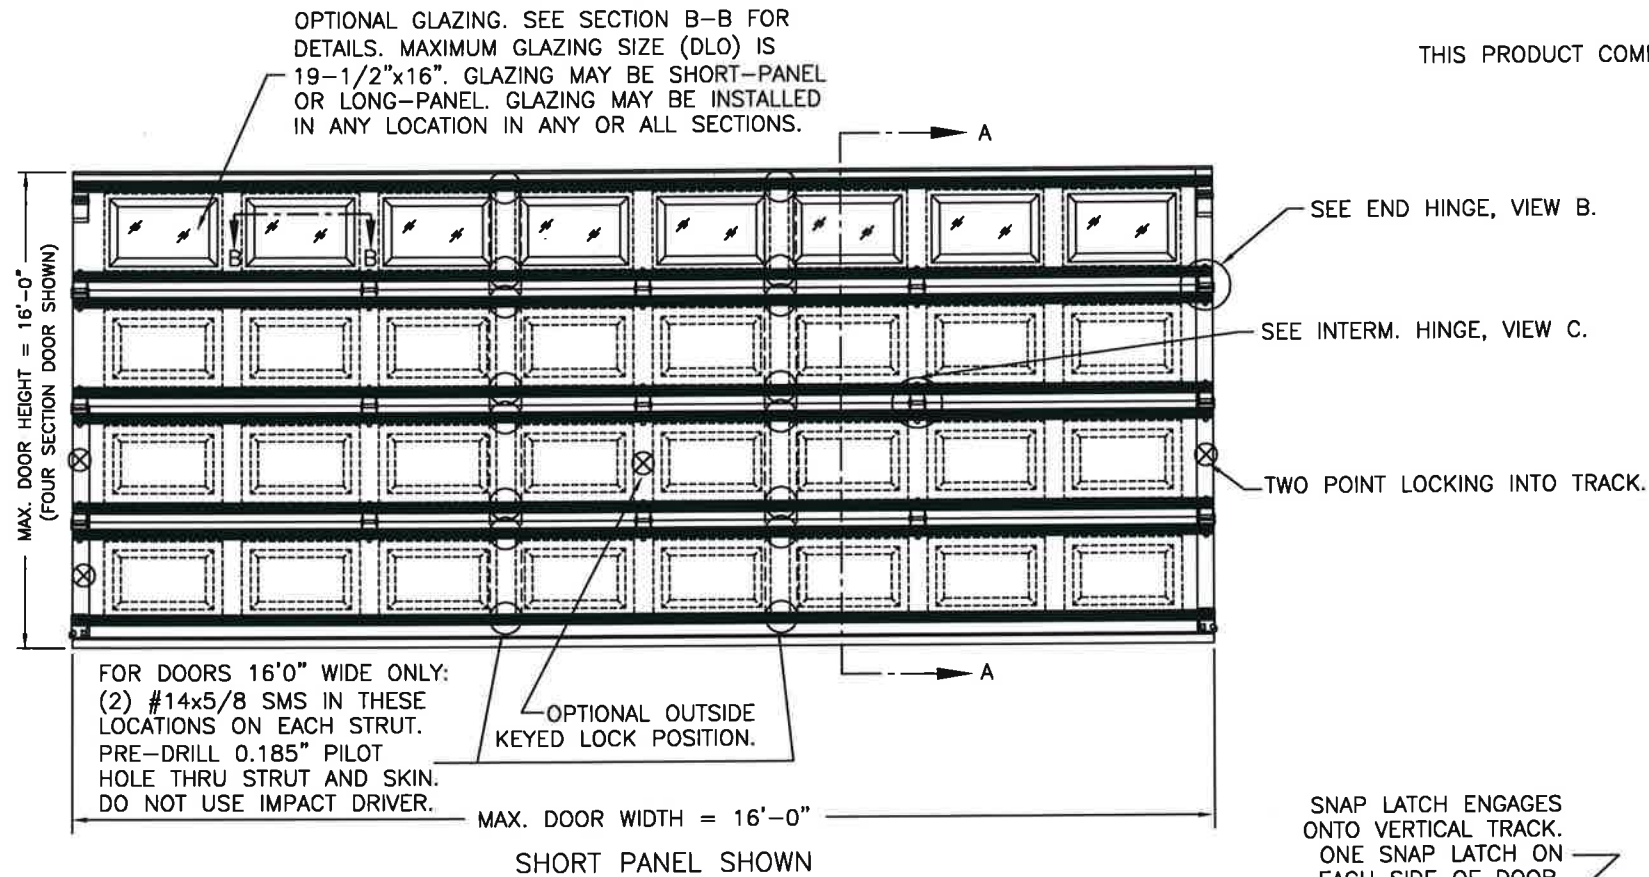 OPTIONAL GLAZING. SEE SECTION B-B FOR
DETAILS. MAXIMUM GLAZING SIZE (DLO) IS
19-1/2"x16". GLAZING MAY BE SHORT-PANEL
OR LONG-PANEL. GLAZING MAY BE INSTALLED
IN ANY LOCATION IN ANY OR ALL SECTIONS.
THIS PRODUCT COM
A
SEE END HINGE, VIEW B.
B
B
MAX. DOOR HEIGHT = 16'-0"
(FOUR SECTION DOOR SHOWN)
SEE INTERM. HINGE, VIEW C.
TWO POINT LOCKING INTO TRACK.
A
FOR DOORS 16'0" WIDE ONLY:
(2) #14x5/8 SMS IN THESE
LOCATIONS ON EACH STRUT.
PRE-DRILL 0.185" PILOT
HOLE THRU STRUT AND SKIN.
DO NOT USE IMPACT DRIVER.
OPTIONAL OUTSIDE
KEYED LOCK POSITION.
MAX. DOOR WIDTH = 16'-0"
SHORT PANEL SHOWN
SNAP LATCH ENGAGES
ONTO VERTICAL TRACK.
ONE SNAP LATCH ON
EACH SIDE OF DOOR